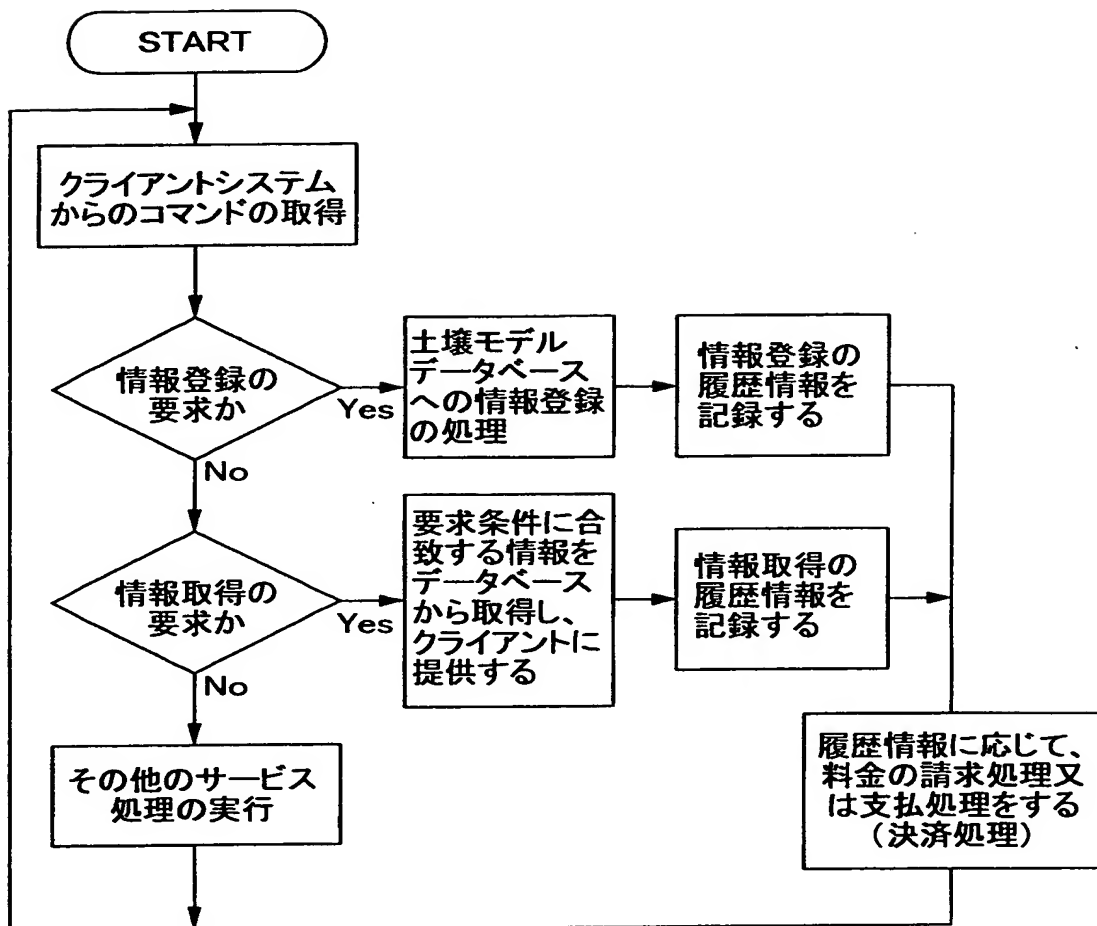 START
クライアントシステム
からのコマンドの取得
情報登録の
要求か
Yes
土壌モデル
データベース
への情報登録
の処理
情報登録の
履歴情報を
記録する
No
情報取得の
要求か
Yes
要求条件に合
致する情報を
データベース
から取得し、
クライアントに
提供する
情報取得の
履歴情報を
記録する
No
その他のサービス
処理の実行
履歴情報に応じて、
料金の請求処理又
は支払処理をする
（決済処理）